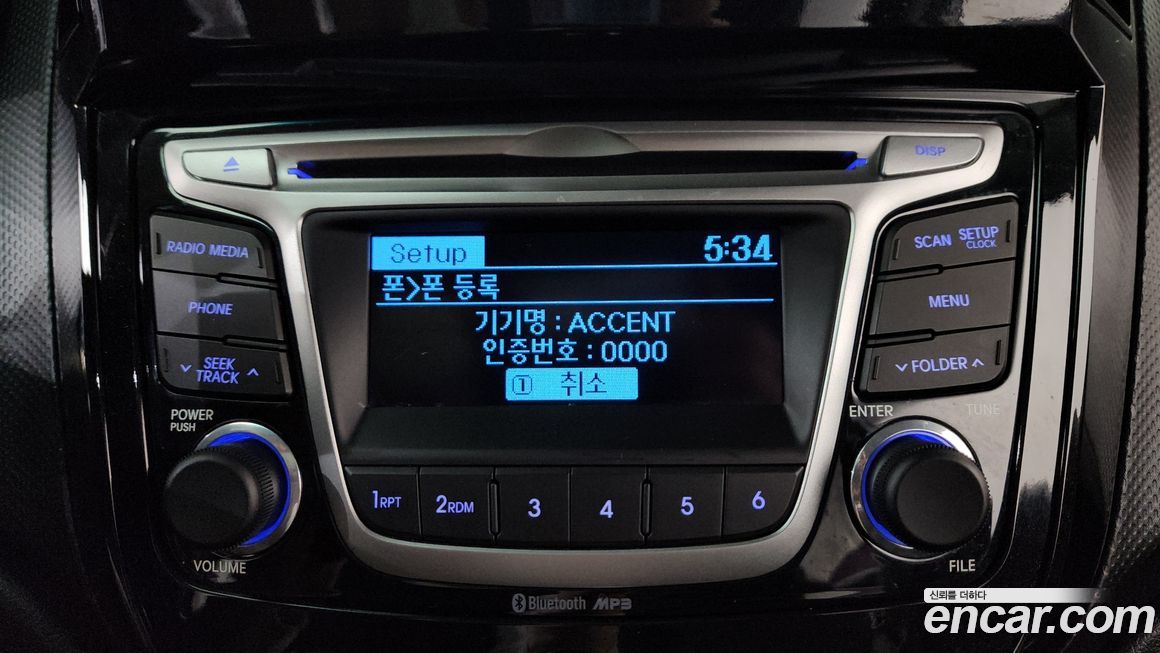 DISP
RADIO MEDIA
SCAN SETUP
CLOCK
Setup 5:34
폰>폰 등록
기기명 : ACCENT
인증번호 : 0000
① 취소
PHONE
MENU
SEEK
TRACK
FOLDER
POWER
PUSH
ENTER TUNE
1RPT 2RDM 3 4 5 6
VOLUME
FILE
Bluetooth MP3
신뢰를 더하다
encar.com